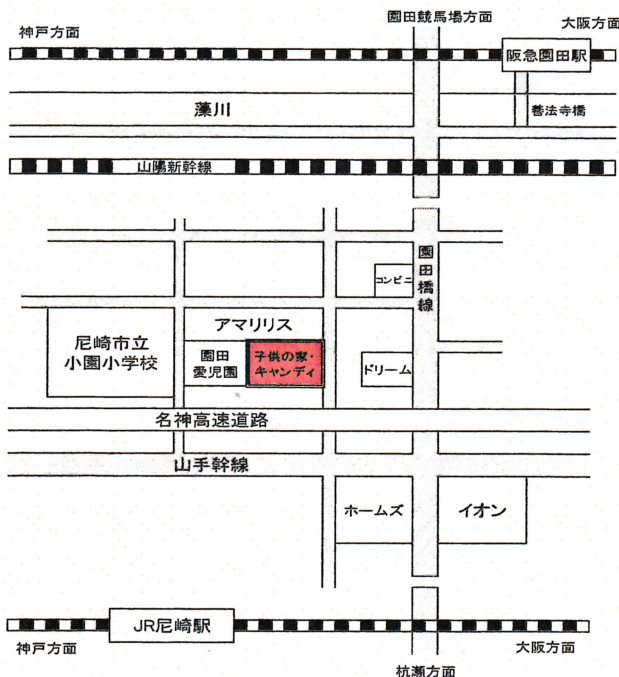 園田競馬場方面
神戸方面
大阪方面
阪急園田駅
藻川
善法寺橋
山陽新幹線
園田橋線
コンビニ
アマリリス
尼崎市立
小園小学校
園田
愛児園
子供の家・
キャンディ
ドリーム
名神高速道路
山手幹線
ホームズ
イオン
JR尼崎駅
神戸方面
大阪方面
杭瀬方面